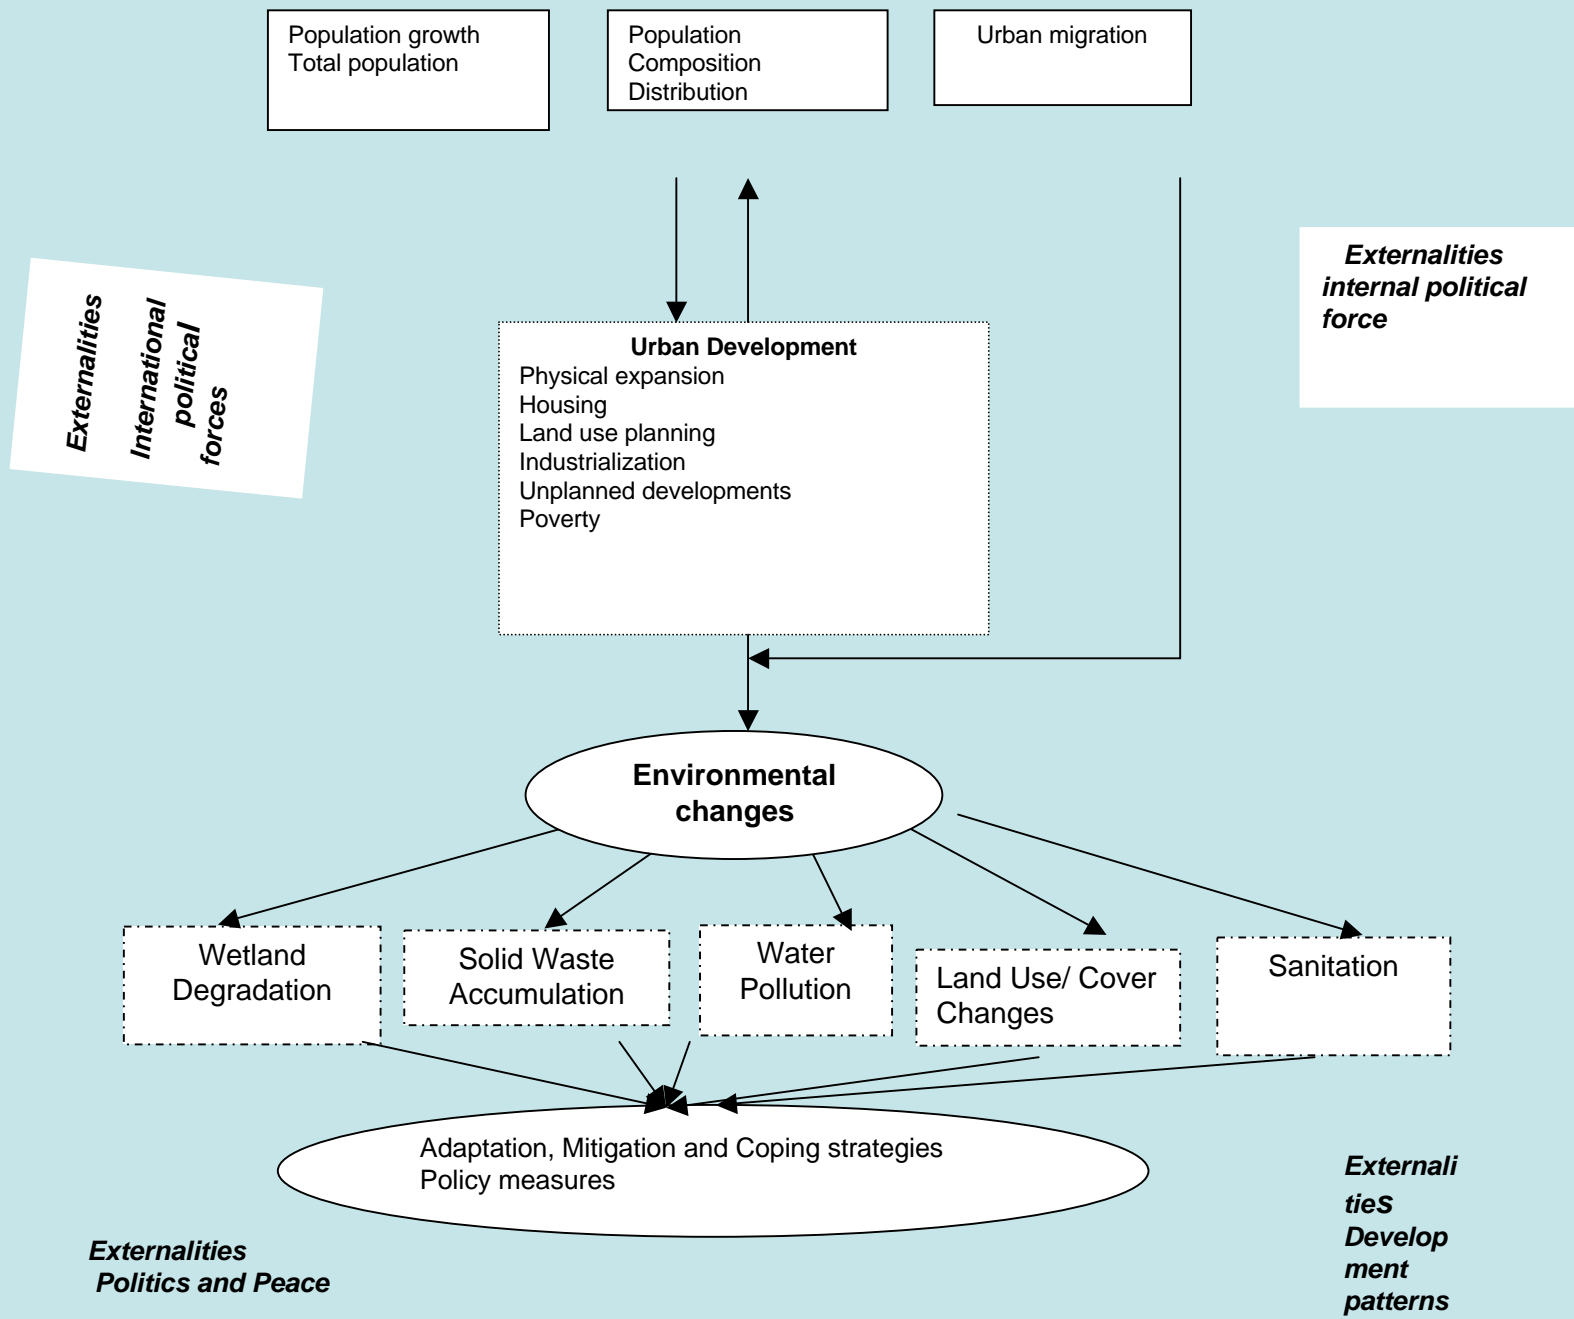 Population growth
Total population
Population
Composition
Distribution
Urban migration
Externalities
International
political
forces
Externalities
internal political
force
Urban Development
Physical expansion
Housing
Land use planning
Industrialization
Unplanned developments
Poverty
Environmental
changes
Wetland
Degradation
Solid Waste
Accumulation
Water
Pollution
Land Use/ Cover
Changes
Sanitation
Adaptation, Mitigation and Coping strategies
Policy measures
Externalities
Politics and Peace
Externali
ties
Develop
ment
patterns